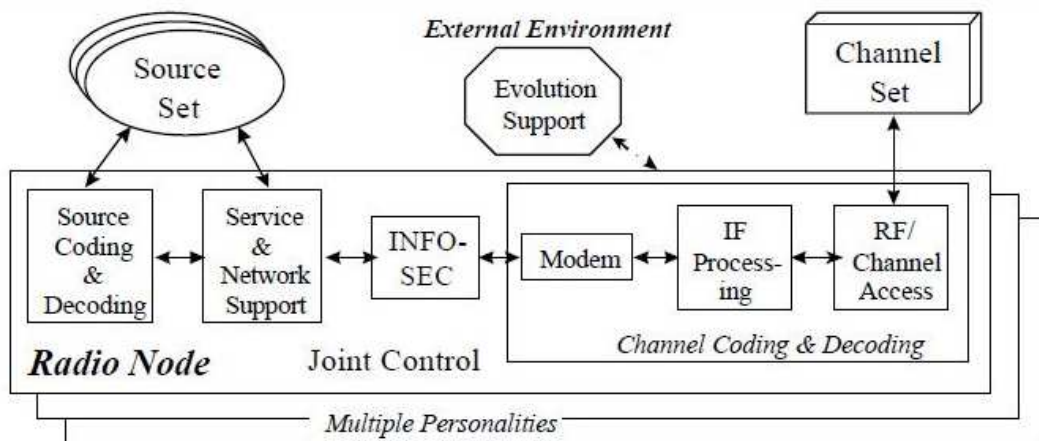 External Environment
Source
Set
Evolution
Support
Channel
Set
Source
Coding
&
Decoding
Service
&
Network
Support
INFO-
SEC
Modem
IF
Process-
ing
RF/
Channel
Access
Channel Coding & Decoding
Radio Node
Joint Control
Multiple Personalities